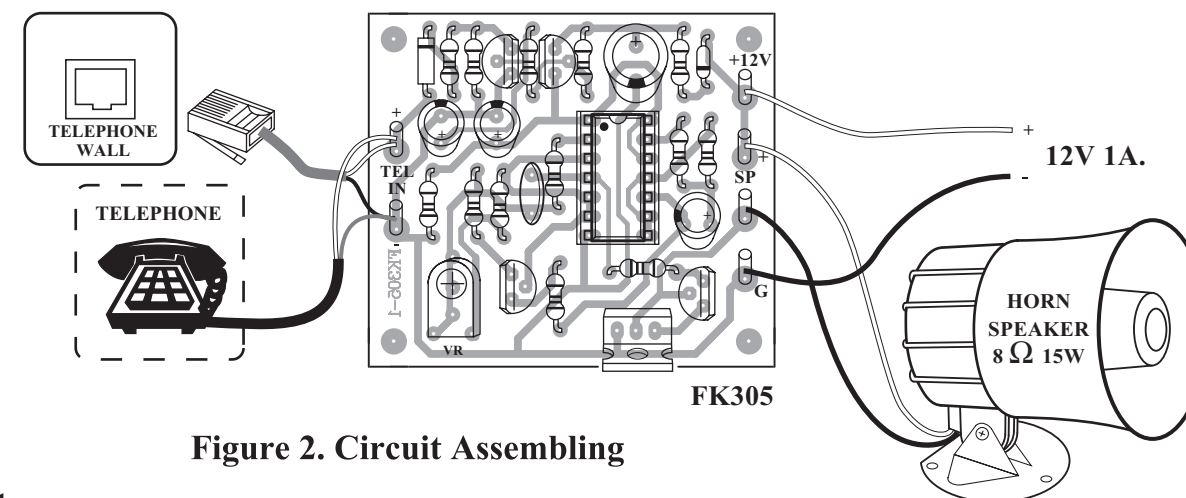 TELEPHONE
WALL
TELEPHONE
+
TEL
IN
-
FK305-1
VR
+12V
+
SP
G
+
12V 1A.
-
HORN
SPEAKER
8 Ω 15W
FK305
Figure 2. Circuit Assembling